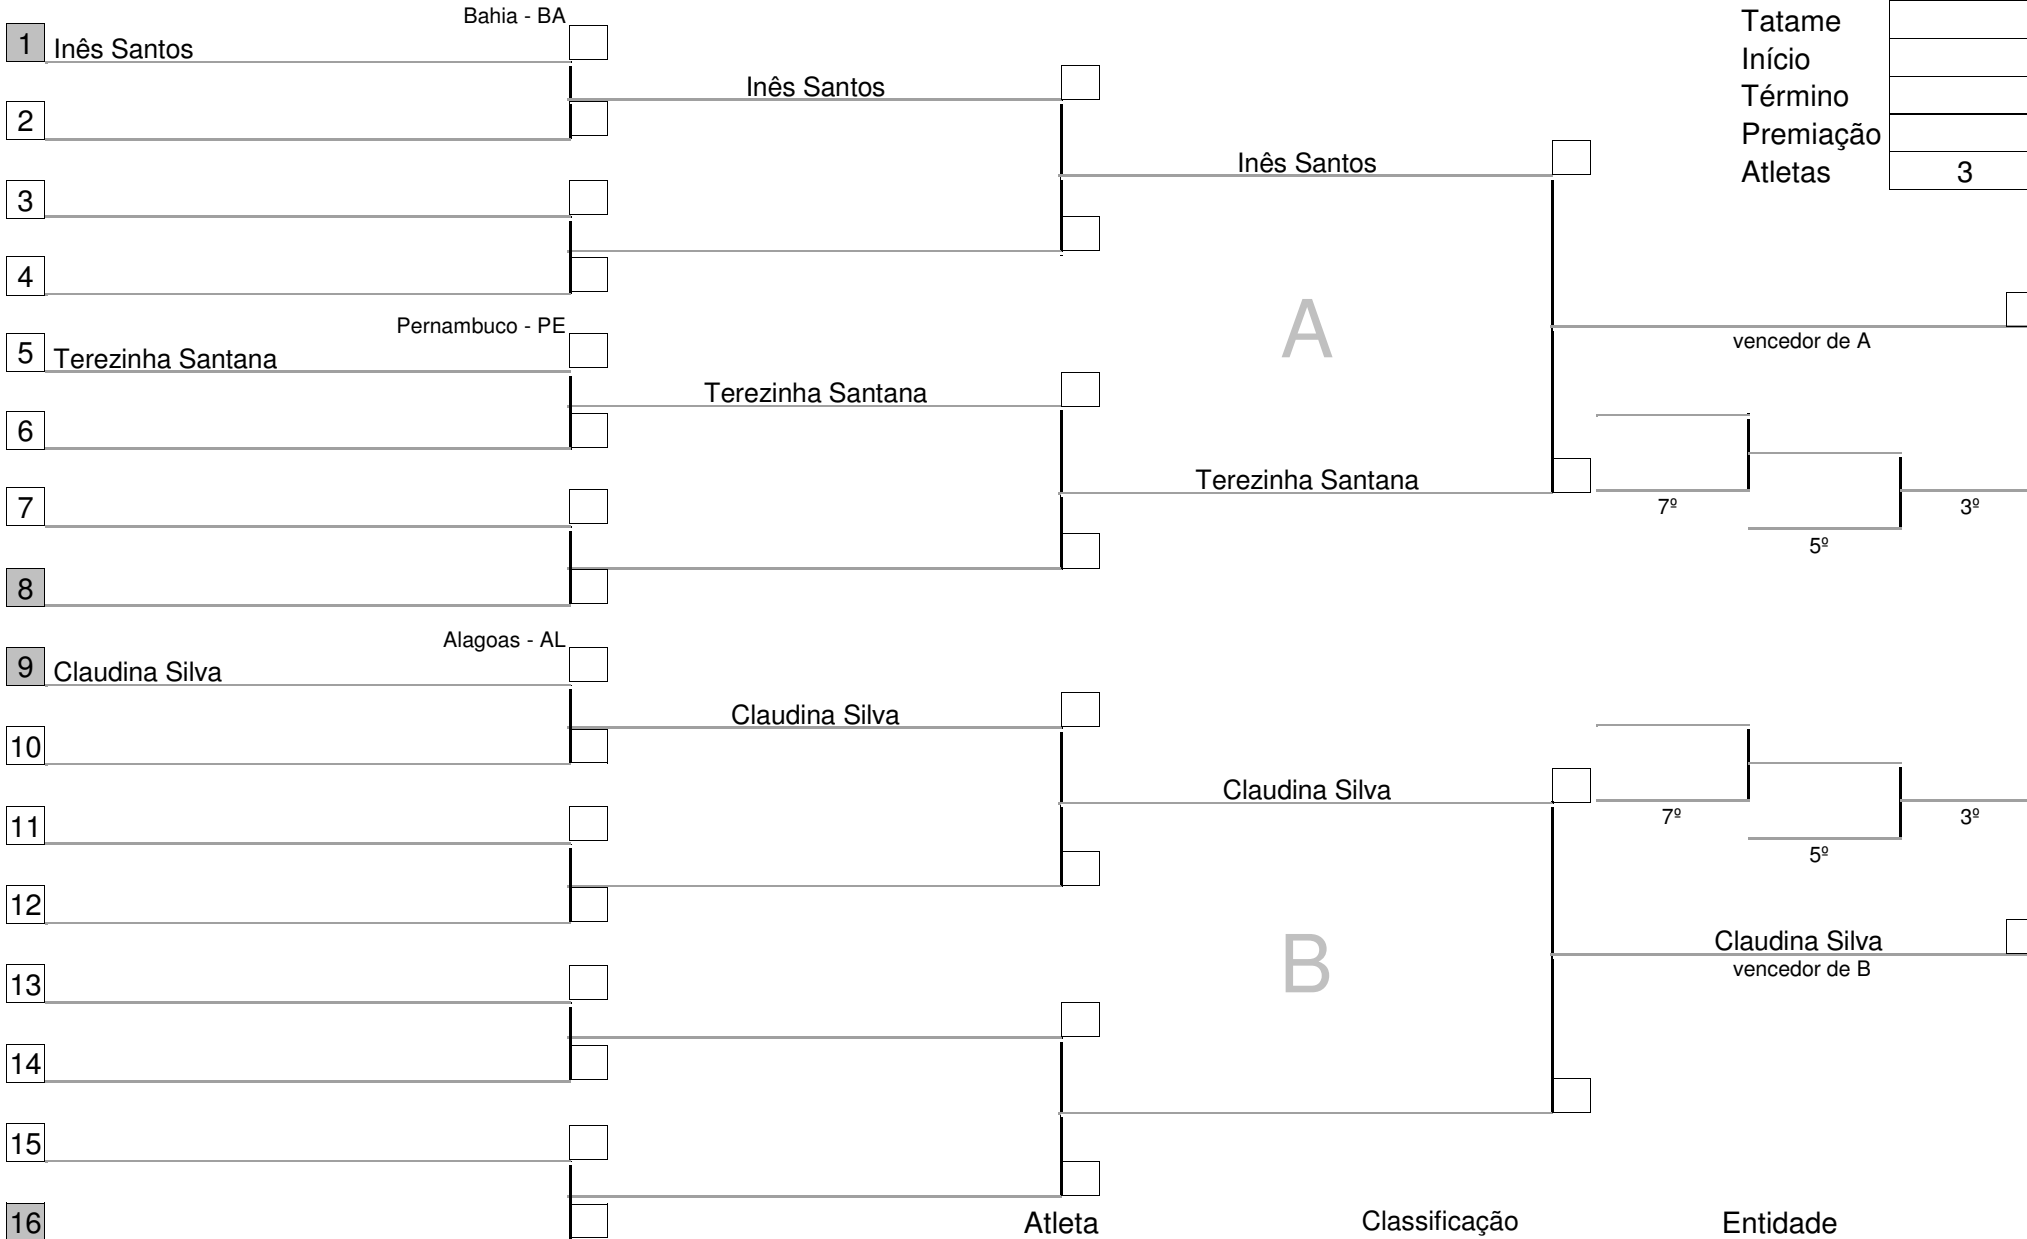 Bahia - BA
1 Inês Santos
Inês Santos
2
Inês Santos
3
4
Pernambuco - PE
5 Terezinha Santana
Terezinha Santana
6
Terezinha Santana
7
8
A
vencedor de A
7º
5º
3º
Tatame
Início
Término
Premiação
Atletas 3
Alagoas - AL
9 Claudina Silva
Claudina Silva
10
Claudina Silva
11
12
13
14
15
16
B
7º
5º
3º
Claudina Silva
vencedor de B
Atleta Classificação Entidade